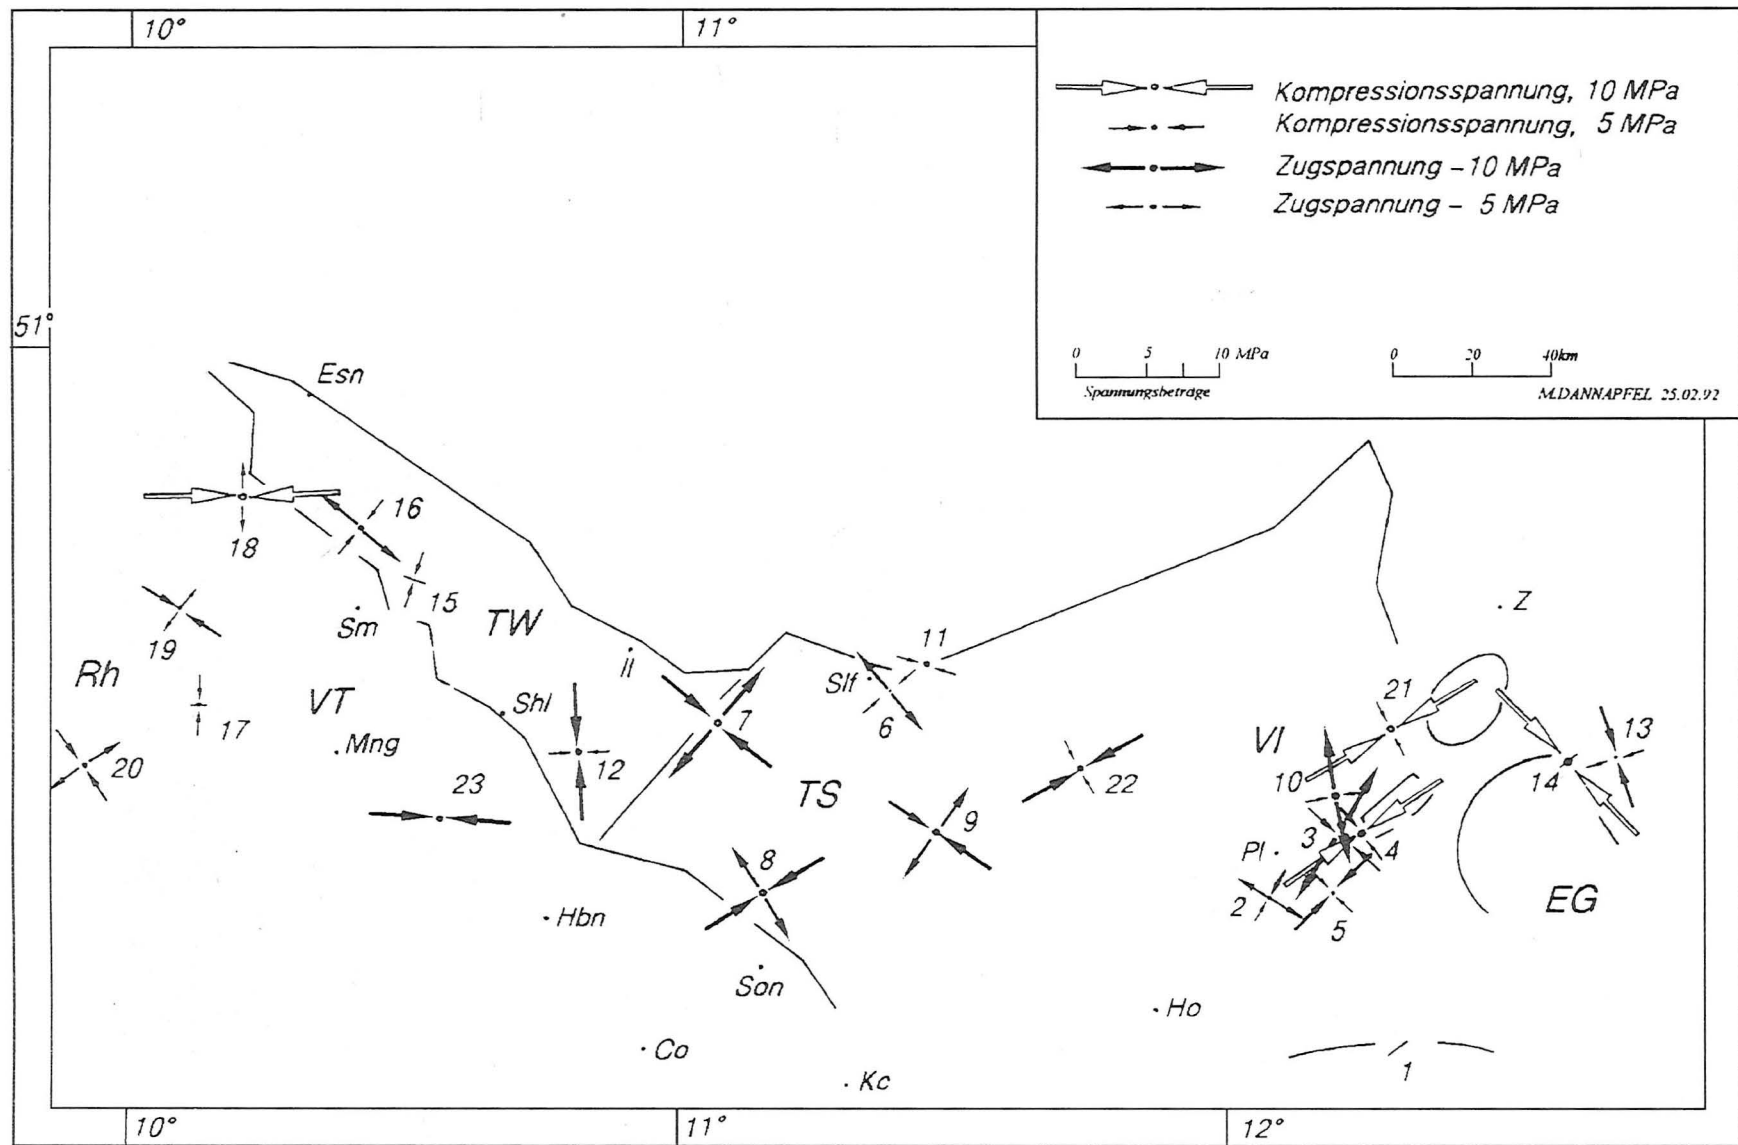 10°
11°
Kompressionsspannung, 10 MPa
Kompressionsspannung, 5 MPa
Zugspannung - 10 MPa
Zugspannung - 5 MPa
0 5 10 MPa
0 20 40km
Spannungsbeträge
M.DANNAPFEL 25.02.92
51°
Esn
16
18
15
Sm
TW
Z
19
11
Il
Rh
Slf
VT
Shl
7
6
21
17
Mng
12
VI
13
20
23
TS
22
10
14
9
3
4
Pl
8
2
EG
Hbn
5
Son
Ho
Co
1
Kc
10°
11°
12°